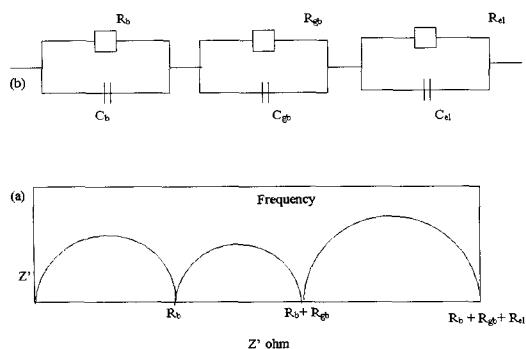 R_b R_gb R_el
(b)
C_b C_gb C_el
(a)
Frequency
Z'
R_b R_b + R_gb R_b + R_gb + R_el
Z' ohm